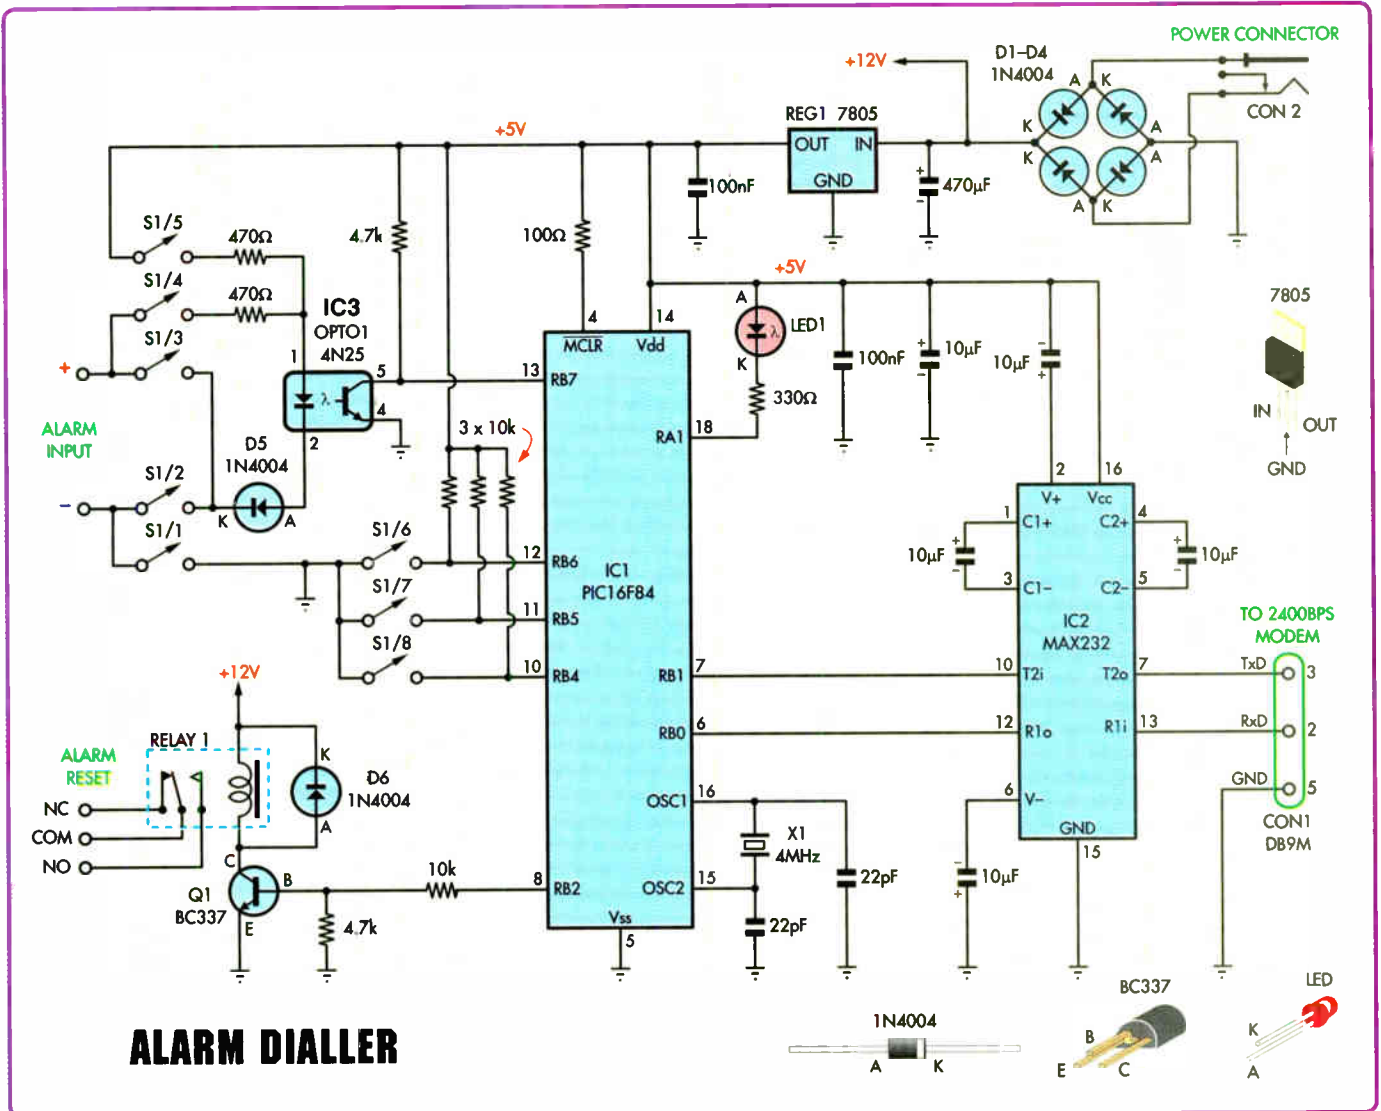 POWER CONNECTOR
D1–D4
1N4004
+12V
A K
K A
K A
A K
CON 2
REG1 7805
OUT IN
GND
+5V
100nF
470µF
+
-
S1/5
470Ω
S1/4
470Ω
S1/3
4.7k
100Ω
IC3
OPTO1
4N25
1
5
λ
4
2
+
ALARM
INPUT
-
D5
1N4004
K
A
S1/2
S1/1
3 x 10k
S1/6
S1/7
S1/8
4
14
MCLR
Vdd
13
RB7
RA1
18
12
RB6
IC1
PIC16F84
11
RB5
10
RB4
RB1
7
RB0
6
OSC1
16
OSC2
15
8
RB2
Vss
5
+5V
A
LED1
λ
K
330Ω
100nF
+
10µF
-
-
10µF
+
7805
IN
OUT
GND
2
16
V+
Vcc
1
C1+
C2+
4
10µF
+
-
+
10µF
-
3
C1–
C2–
5
IC2
MAX232
10
T2i
T2o
7
12
R1o
R1i
13
6
V–
GND
15
TO 2400BPS
MODEM
TxD
3
RxD
2
GND
5
CON1
DB9M
+12V
RELAY 1
ALARM
RESET
NC
COM
NO
K
D6
1N4004
A
C
Q1
BC337
B
E
10k
4.7k
X1
4MHz
22pF
22pF
-
10µF
+
ALARM DIALLER
1N4004
A
K
BC337
B
E
C
LED
K
A